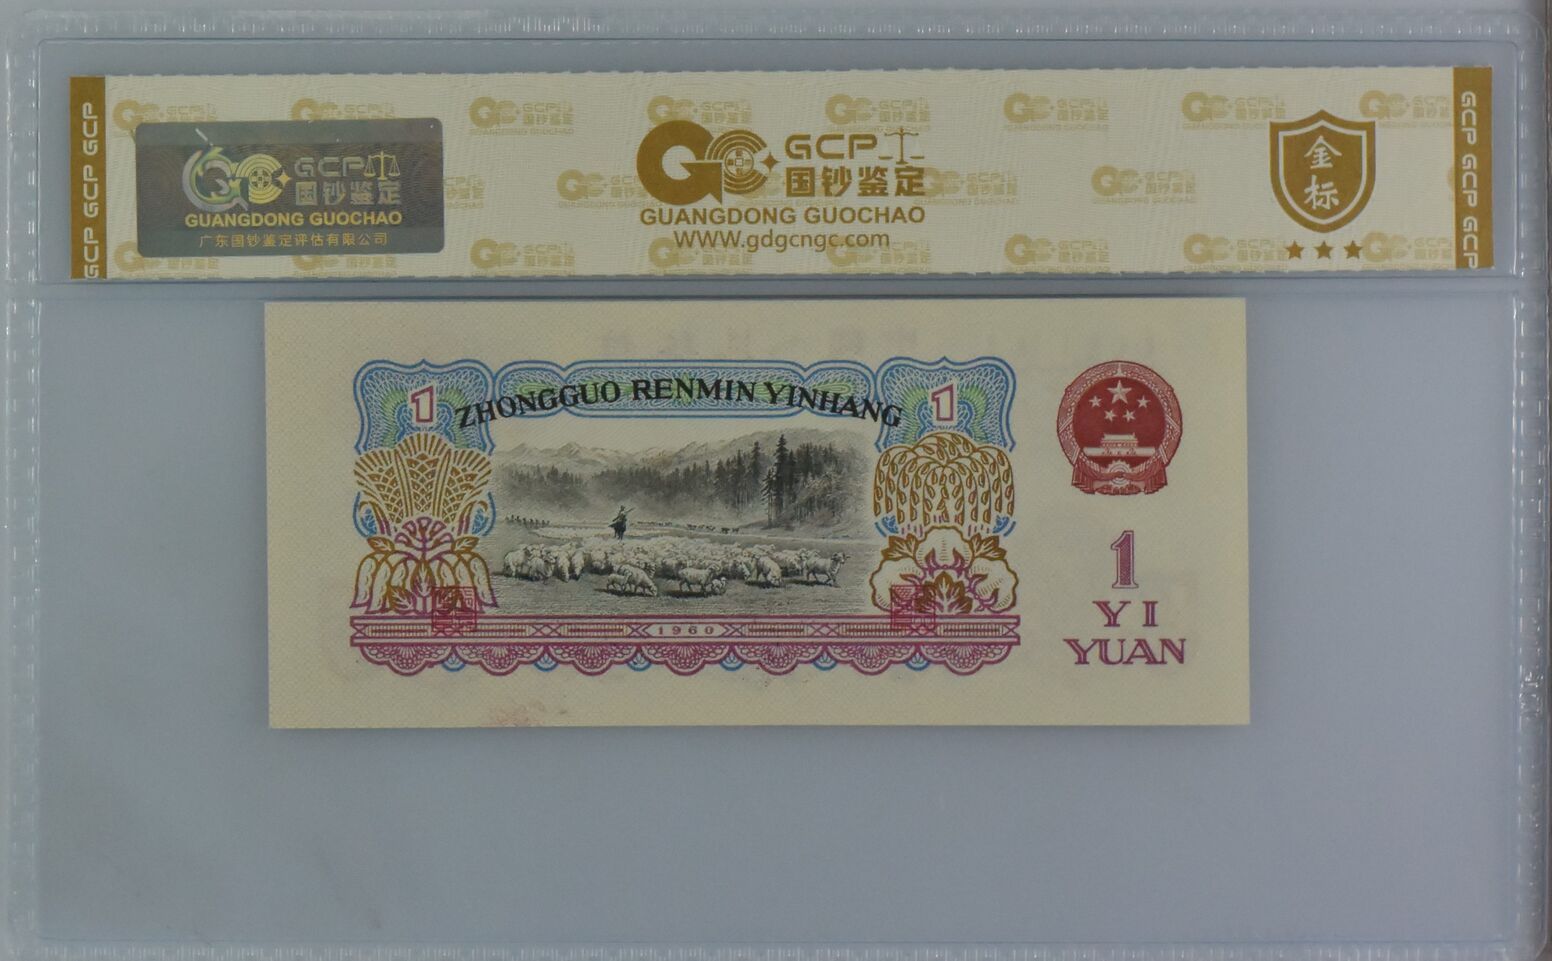 GCP GCP GCP
GCP
国钞鉴定
GUANGDONG GUOCHAO
广东国钞鉴定评估有限公司
GCP
国钞鉴定
GUANGDONG GUOCHAO
WWW.gdgcngc.com
金标
GCP GCP GCP
ZHONGGUO RENMIN YINHANG
1
1
1960
1
YI
YUAN